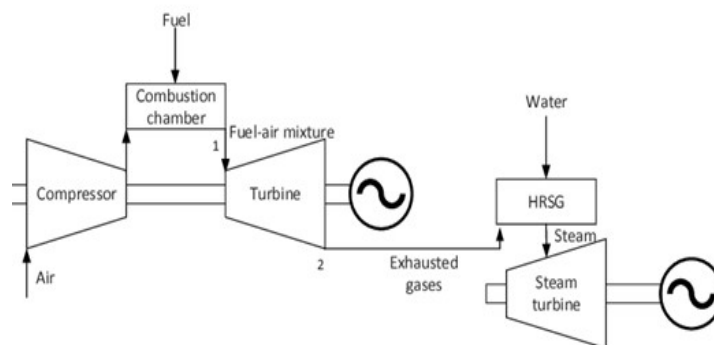 Fuel
Combustion
chamber
Fuel-air mixture
1
Compressor
Turbine
Air
2
Exhausted
gases
Water
HRSG
Steam
Steam
turbine